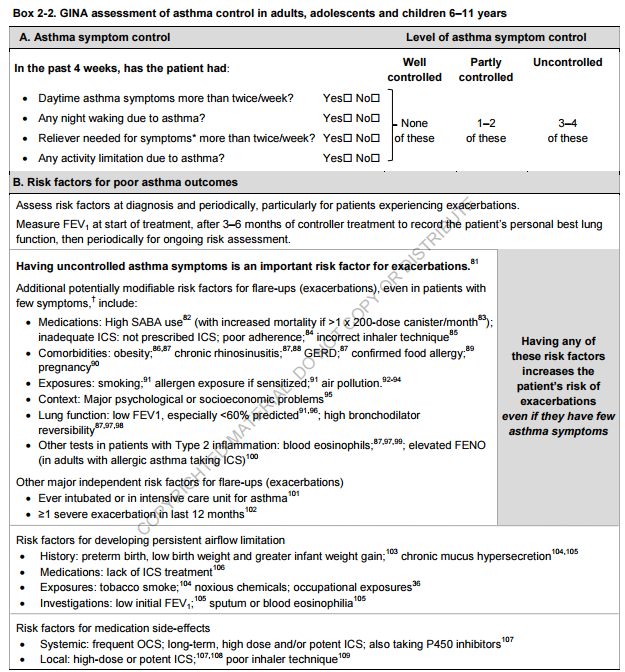 Box 2-2. GINA assessment of asthma control in adults, adolescents and children 6–11 years
A. Asthma symptom control Level of asthma symptom control
In the past 4 weeks, has the patient had: Well controlled Partly controlled Uncontrolled
• Daytime asthma symptoms more than twice/week? Yes☐ No☐
• Any night waking due to asthma? Yes☐ No☐
• Reliever needed for symptoms* more than twice/week? Yes☐ No☐
• Any activity limitation due to asthma? Yes☐ No☐
None of these 1–2 of these 3–4 of these
B. Risk factors for poor asthma outcomes
Assess risk factors at diagnosis and periodically, particularly for patients experiencing exacerbations.
Measure FEV₁ at start of treatment, after 3–6 months of controller treatment to record the patient's personal best lung
function, then periodically for ongoing risk assessment.
Having uncontrolled asthma symptoms is an important risk factor for exacerbations.⁸¹
Additional potentially modifiable risk factors for flare-ups (exacerbations), even in patients with
few symptoms,† include:
• Medications: High SABA use⁸² (with increased mortality if >1 x 200-dose canister/month⁸³);
inadequate ICS: not prescribed ICS; poor adherence;⁸⁴ incorrect inhaler technique⁸⁵
• Comorbidities: obesity;⁸⁶,⁸⁷ chronic rhinosinusitis;⁸⁷,⁸⁸ GERD;⁸⁷ confirmed food allergy;⁸⁹
pregnancy⁹⁰
• Exposures: smoking;⁹¹ allergen exposure if sensitized;⁹¹ air pollution.⁹²⁻⁹⁴
• Context: Major psychological or socioeconomic problems⁹⁵
• Lung function: low FEV1, especially <60% predicted⁹¹,⁹⁶; high bronchodilator
reversibility⁸⁷,⁹⁷,⁹⁸
• Other tests in patients with Type 2 inflammation: blood eosinophils;⁸⁷,⁹⁷,⁹⁹; elevated FENO
(in adults with allergic asthma taking ICS)¹⁰⁰
Other major independent risk factors for flare-ups (exacerbations)
• Ever intubated or in intensive care unit for asthma¹⁰¹
• ≥1 severe exacerbation in last 12 months¹⁰²
Having any of
these risk factors
increases the
patient's risk of
exacerbations
even if they have few
asthma symptoms
Risk factors for developing persistent airflow limitation
• History: preterm birth, low birth weight and greater infant weight gain;¹⁰³ chronic mucus hypersecretion¹⁰⁴,¹⁰⁵
• Medications: lack of ICS treatment¹⁰⁶
• Exposures: tobacco smoke;¹⁰⁴ noxious chemicals; occupational exposures³⁶
• Investigations: low initial FEV₁;¹⁰⁵ sputum or blood eosinophilia¹⁰⁵
Risk factors for medication side-effects
• Systemic: frequent OCS; long-term, high dose and/or potent ICS; also taking P450 inhibitors¹⁰⁷
• Local: high-dose or potent ICS;¹⁰⁷,¹⁰⁸ poor inhaler technique¹⁰⁹
COPYRIGHTED MATERIAL DO NOT COPY OR DISTRIBUTE